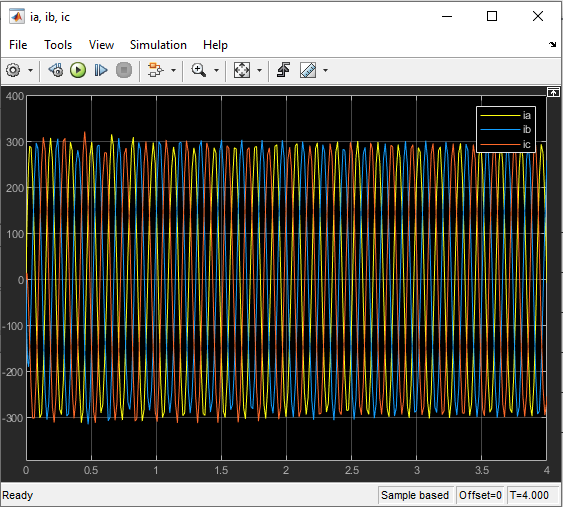 ia, ib, ic
File Tools View Simulation Help
400
300
200
100
0
-100
-200
-300
ia
ib
ic
0 0.5 1 1.5 2 2.5 3 3.5 4
Ready Sample based Offset=0 T=4.000